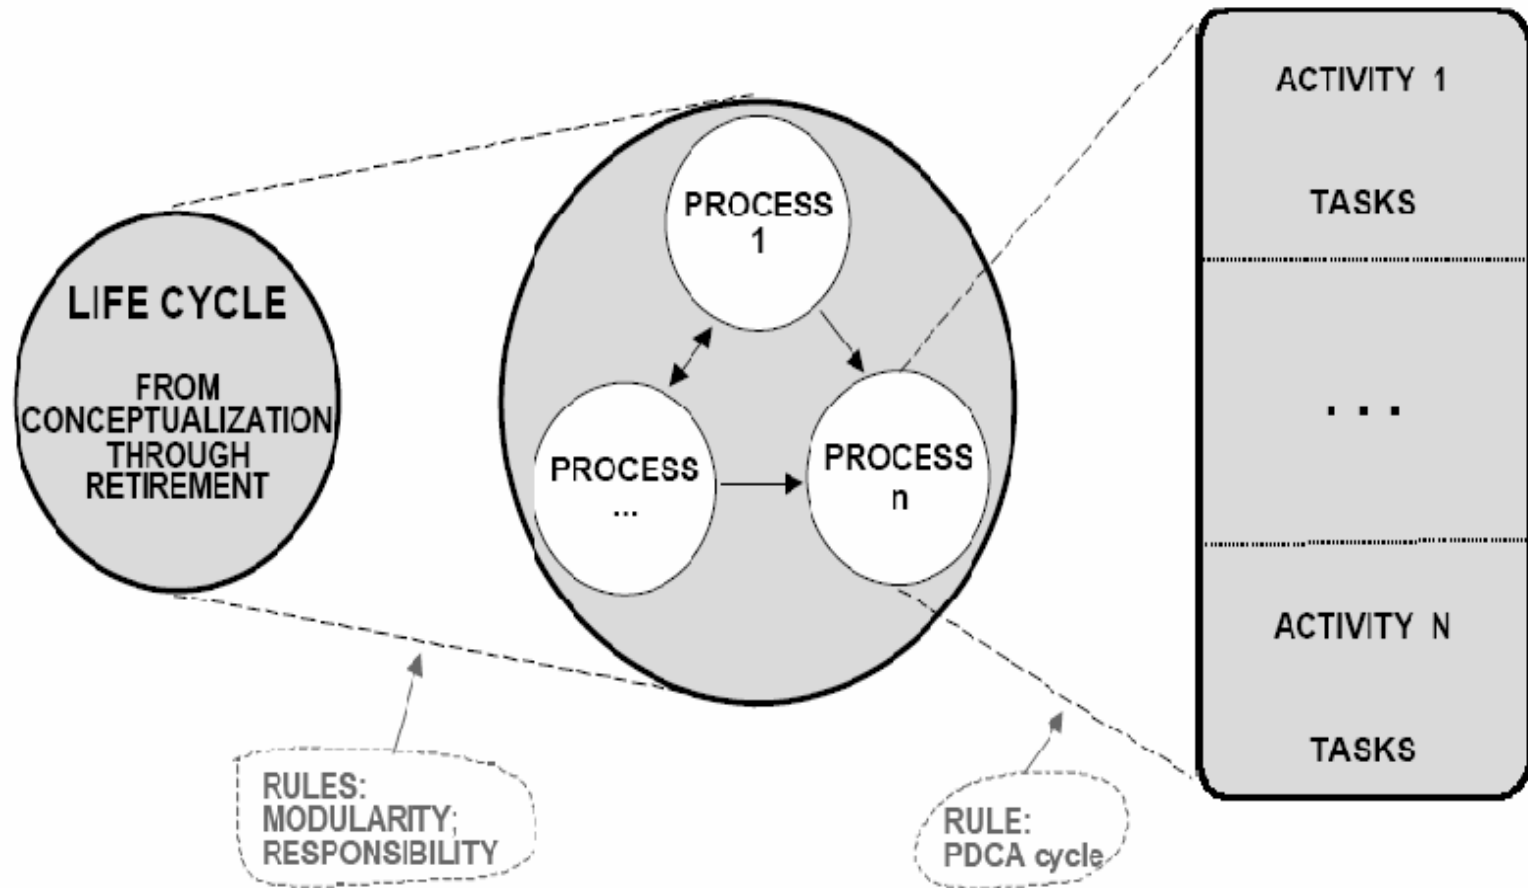 LIFE CYCLE
FROM
CONCEPTUALIZATION
THROUGH
RETIREMENT
PROCESS
1
PROCESS
...
PROCESS
n
ACTIVITY 1
TASKS
...
ACTIVITY N
TASKS
RULES:
MODULARITY;
RESPONSIBILITY
RULE:
PDCA cycle